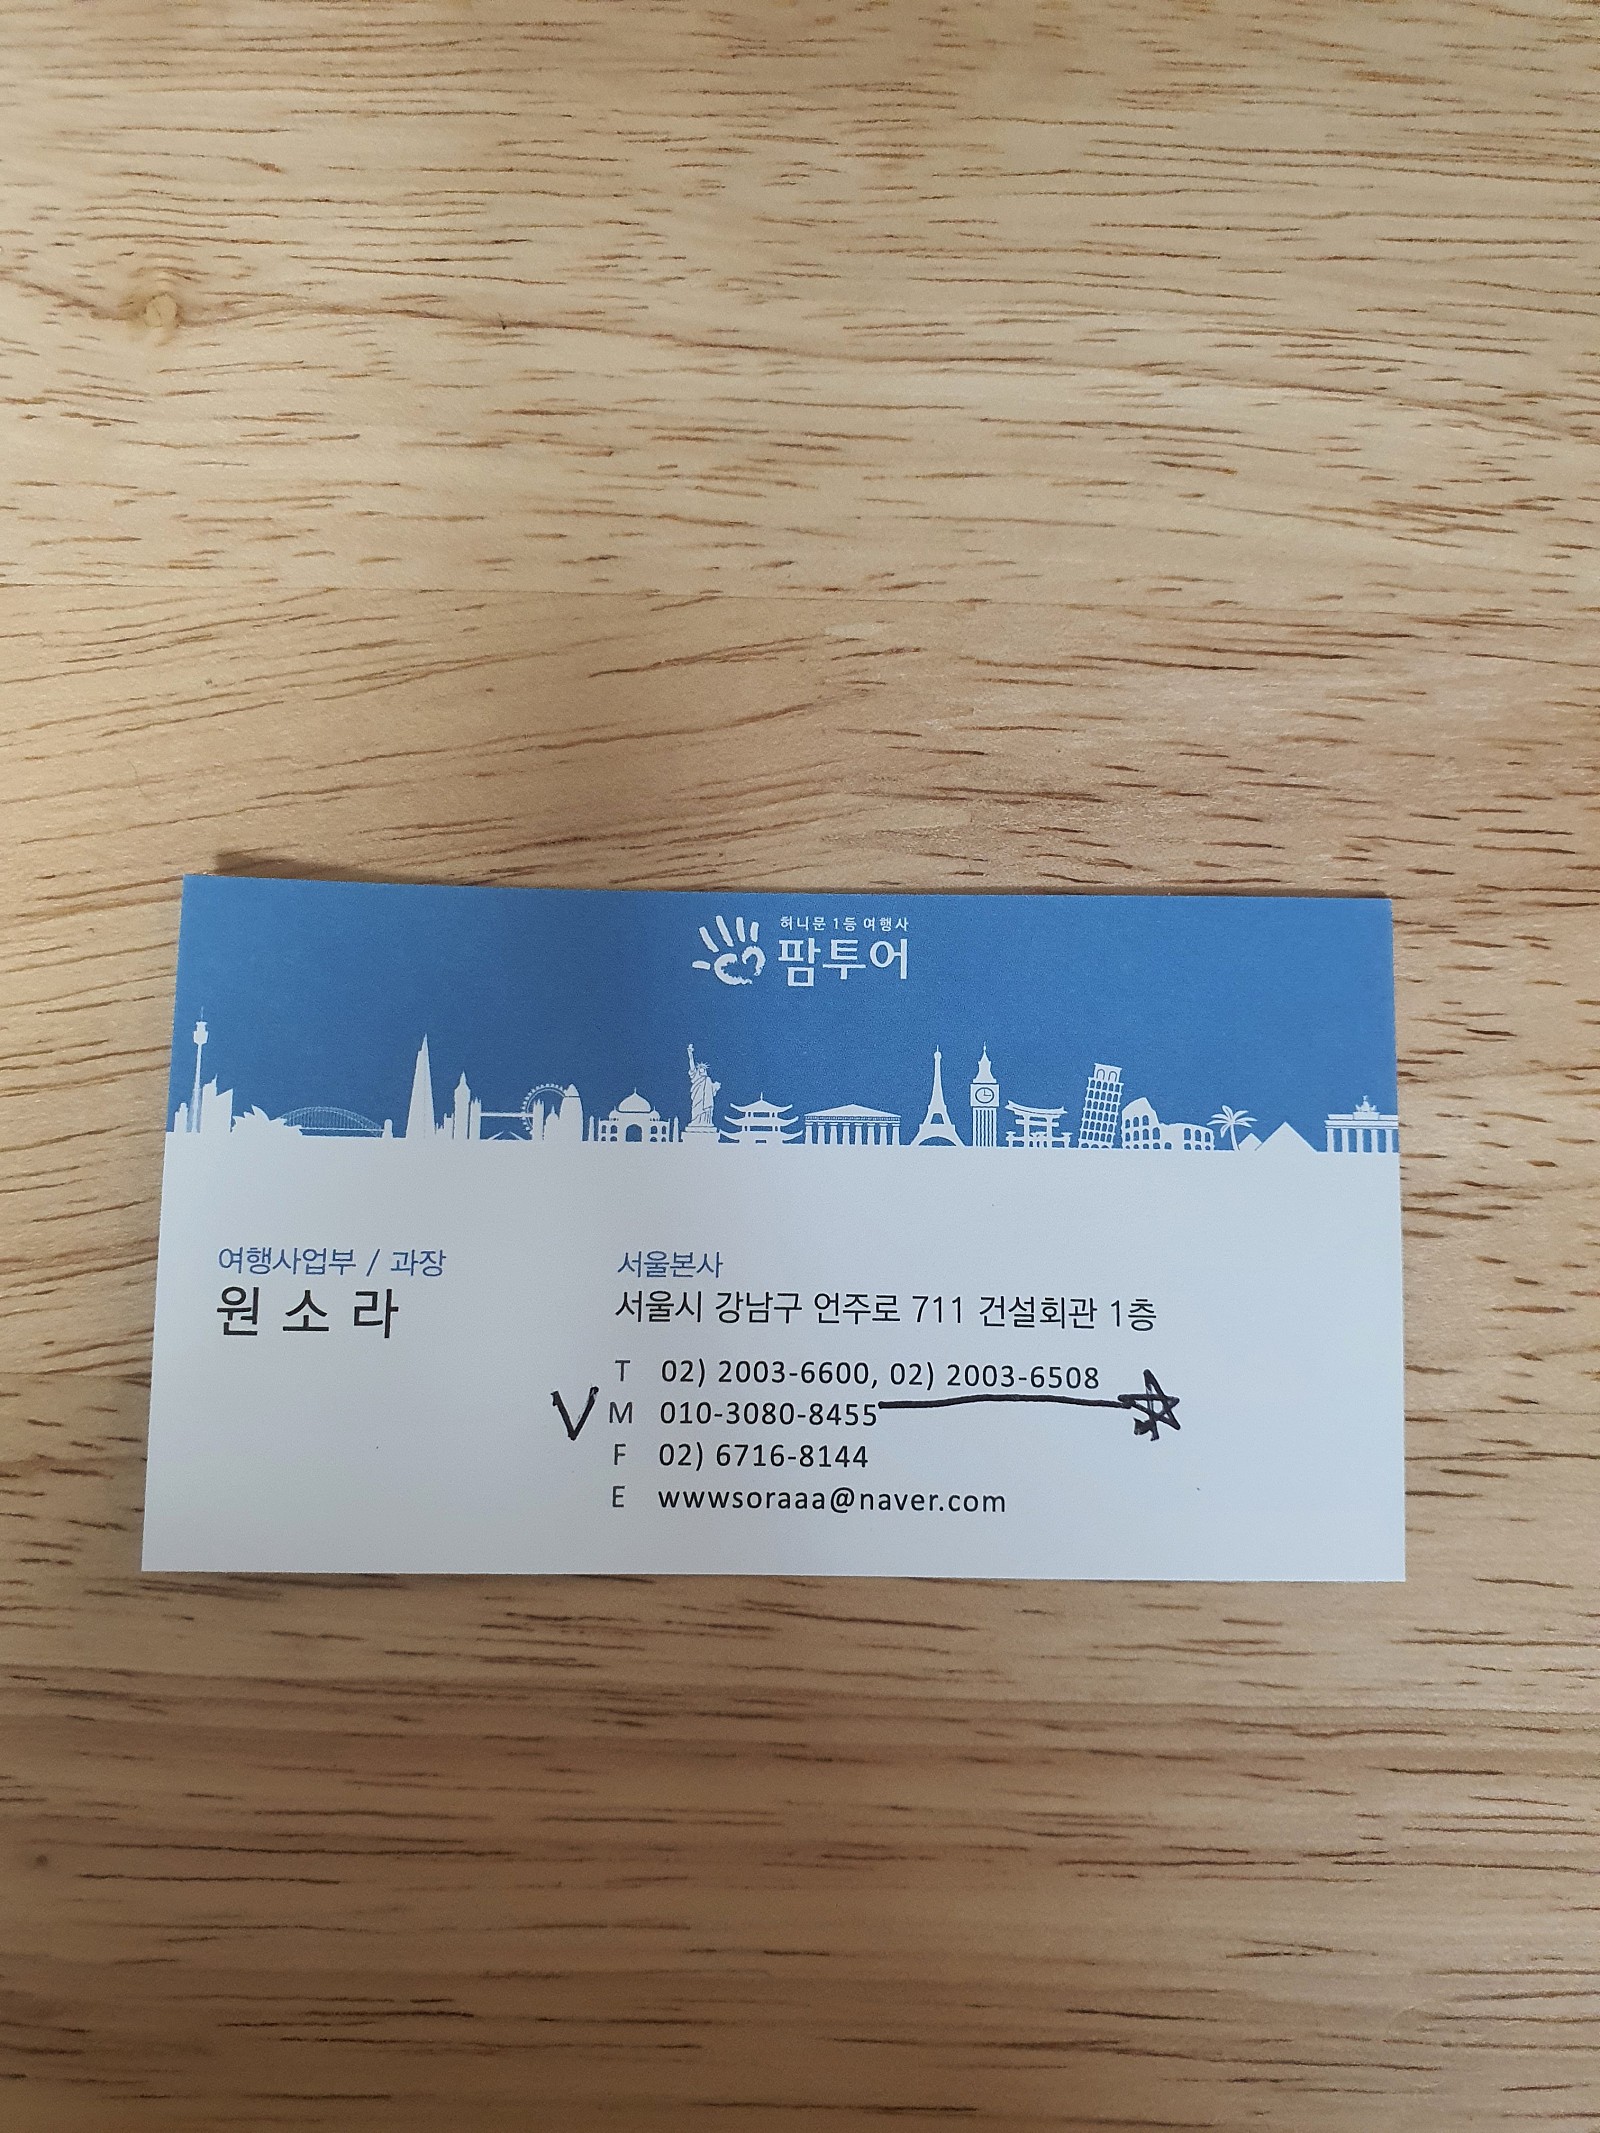 허니문 1등 여행사
팜투어
여행사업부 / 과장
원소라
서울본사
서울시 강남구 언주로 711 건설회관 1층
T 02) 2003-6600, 02) 2003-6508
M 010-3080-8455
F 02) 6716-8144
E wwwsoraaa@naver.com